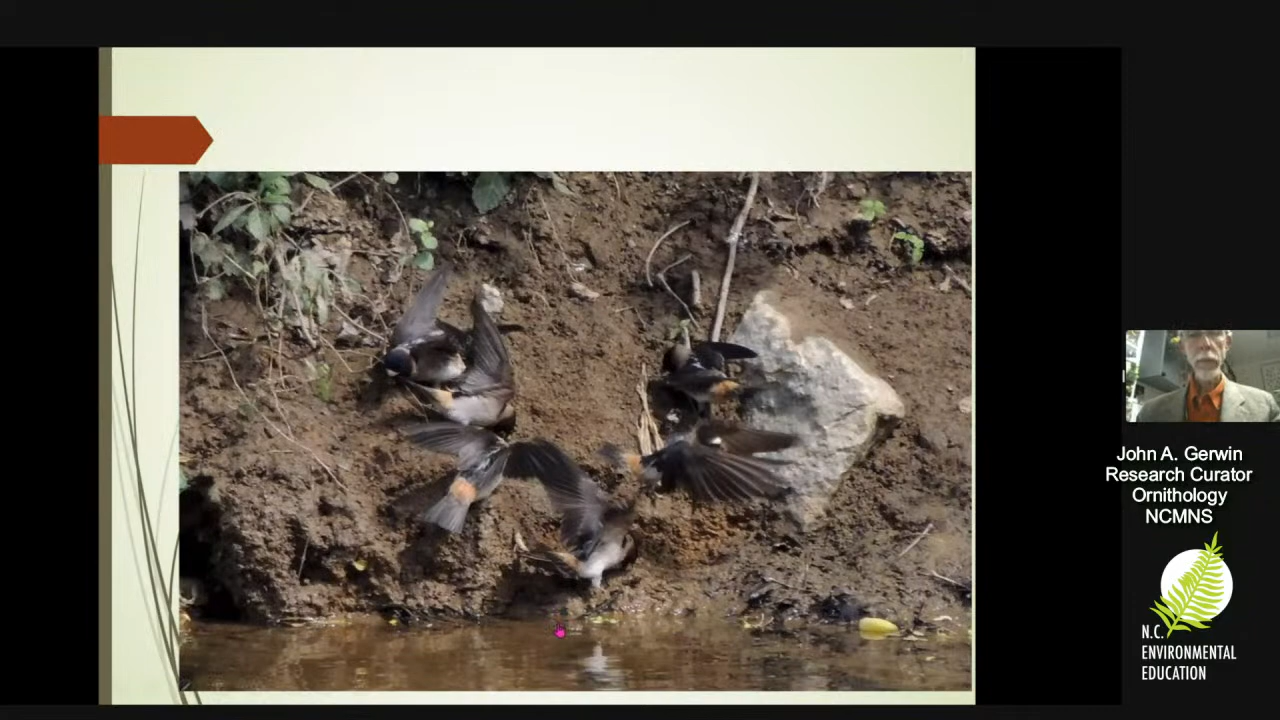 John A. Gerwin
Research Curator
Ornithology
NCMNS
N.C.
ENVIRONMENTAL
EDUCATION